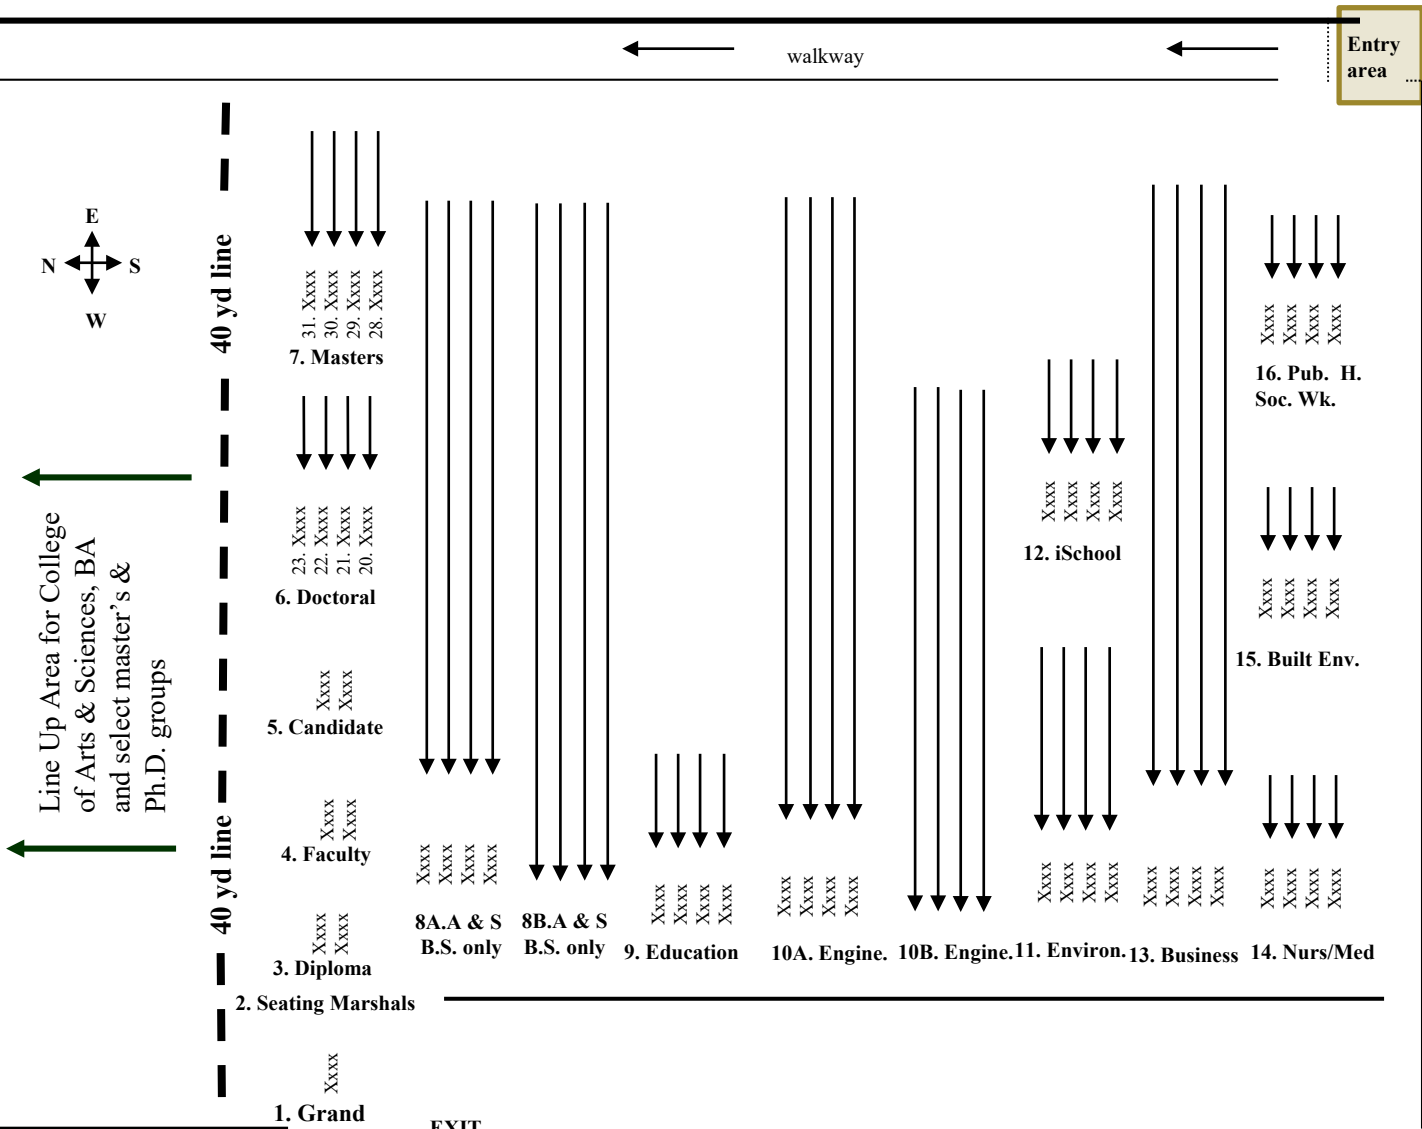 walkway
Entry
area
E
N
S
W
40 yd line
31. Xxxx
30. Xxxx
29. Xxxx
28. Xxxx
7. Masters
23. Xxxx
22. Xxxx
21. Xxxx
20. Xxxx
6. Doctoral
Xxxx
Xxxx
5. Candidate
Xxxx
Xxxx
4. Faculty
Xxxx
Xxxx
3. Diploma
2. Seating Marshals
Xxxx
1. Grand
EXIT
40 yd line
Line Up Area for College
of Arts & Sciences, BA
and select master's &
Ph.D. groups
Xxxx
Xxxx
Xxxx
Xxxx
8A.A & S
B.S. only
8B.A & S
B.S. only
Xxxx
Xxxx
Xxxx
Xxxx
9. Education
Xxxx
Xxxx
Xxxx
Xxxx
10A. Engine.
10B. Engine.
Xxxx
Xxxx
Xxxx
Xxxx
11. Environ.
Xxxx
Xxxx
Xxxx
Xxxx
12. iSchool
Xxxx
Xxxx
Xxxx
Xxxx
13. Business
Xxxx
Xxxx
Xxxx
Xxxx
14. Nurs/Med
Xxxx
Xxxx
Xxxx
Xxxx
15. Built Env.
Xxxx
Xxxx
Xxxx
Xxxx
16. Pub. H.
Soc. Wk.